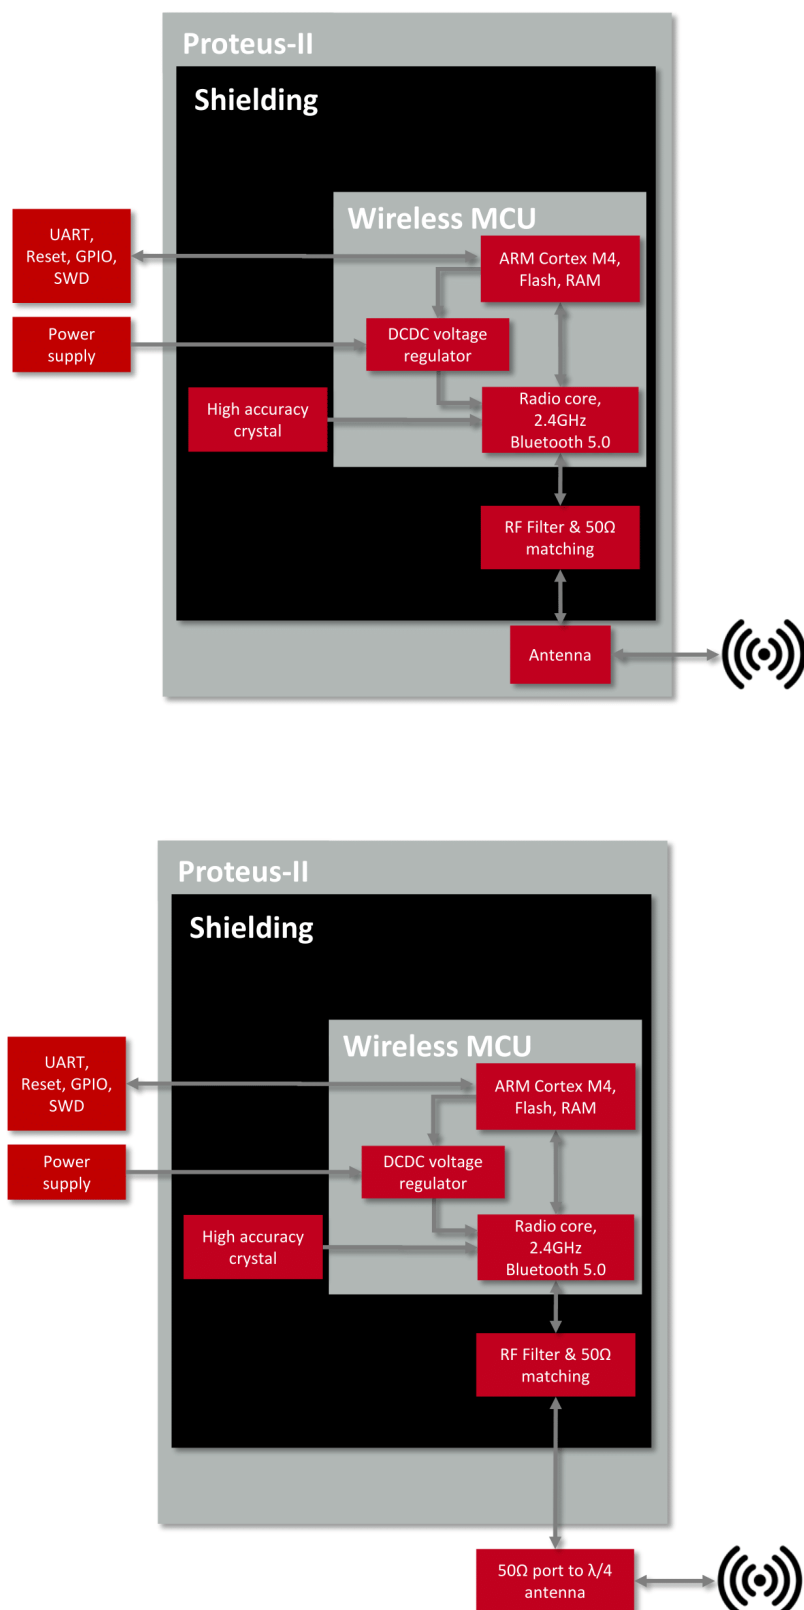 Proteus-II
Shielding
Wireless MCU
UART,
Reset, GPIO,
SWD
ARM Cortex M4,
Flash, RAM
Power
supply
DCDC voltage
regulator
High accuracy
crystal
Radio core,
2.4GHz
Bluetooth 5.0
RF Filter & 50Ω
matching
Antenna
Proteus-II
Shielding
Wireless MCU
UART,
Reset, GPIO,
SWD
ARM Cortex M4,
Flash, RAM
Power
supply
DCDC voltage
regulator
High accuracy
crystal
Radio core,
2.4GHz
Bluetooth 5.0
RF Filter & 50Ω
matching
50Ω port to λ/4
antenna